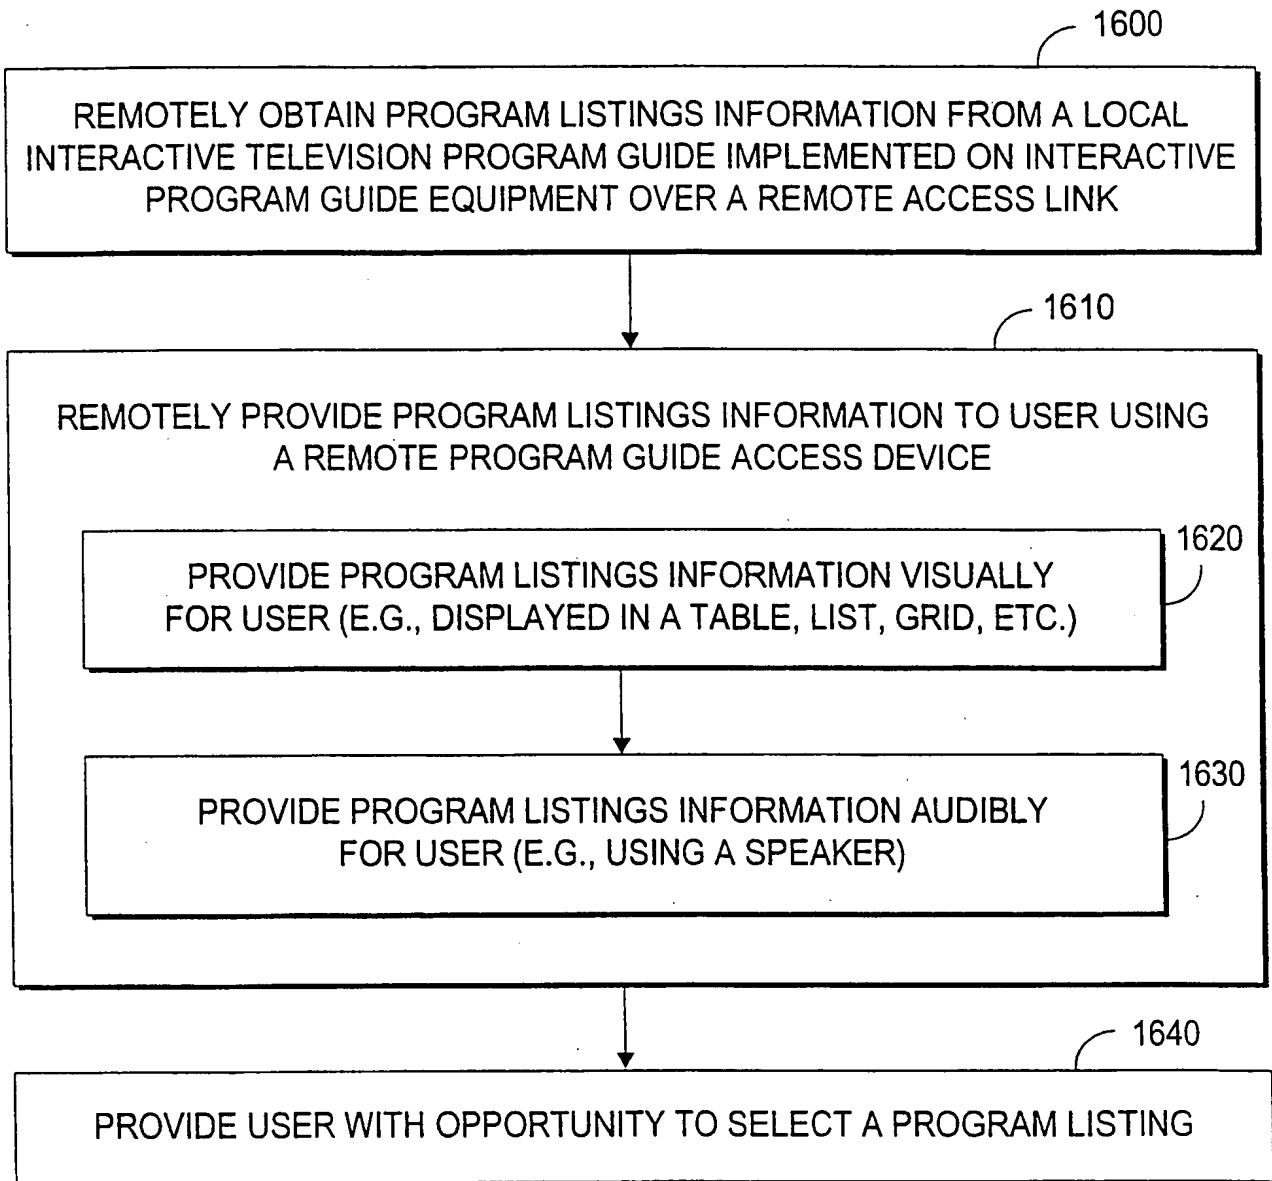 1600
REMOTELY OBTAIN PROGRAM LISTINGS INFORMATION FROM A LOCAL
INTERACTIVE TELEVISION PROGRAM GUIDE IMPLEMENTED ON INTERACTIVE
PROGRAM GUIDE EQUIPMENT OVER A REMOTE ACCESS LINK
1610
REMOTELY PROVIDE PROGRAM LISTINGS INFORMATION TO USER USING
A REMOTE PROGRAM GUIDE ACCESS DEVICE
1620
PROVIDE PROGRAM LISTINGS INFORMATION VISUALLY
FOR USER (E.G., DISPLAYED IN A TABLE, LIST, GRID, ETC.)
1630
PROVIDE PROGRAM LISTINGS INFORMATION AUDIBLY
FOR USER (E.G., USING A SPEAKER)
1640
PROVIDE USER WITH OPPORTUNITY TO SELECT A PROGRAM LISTING